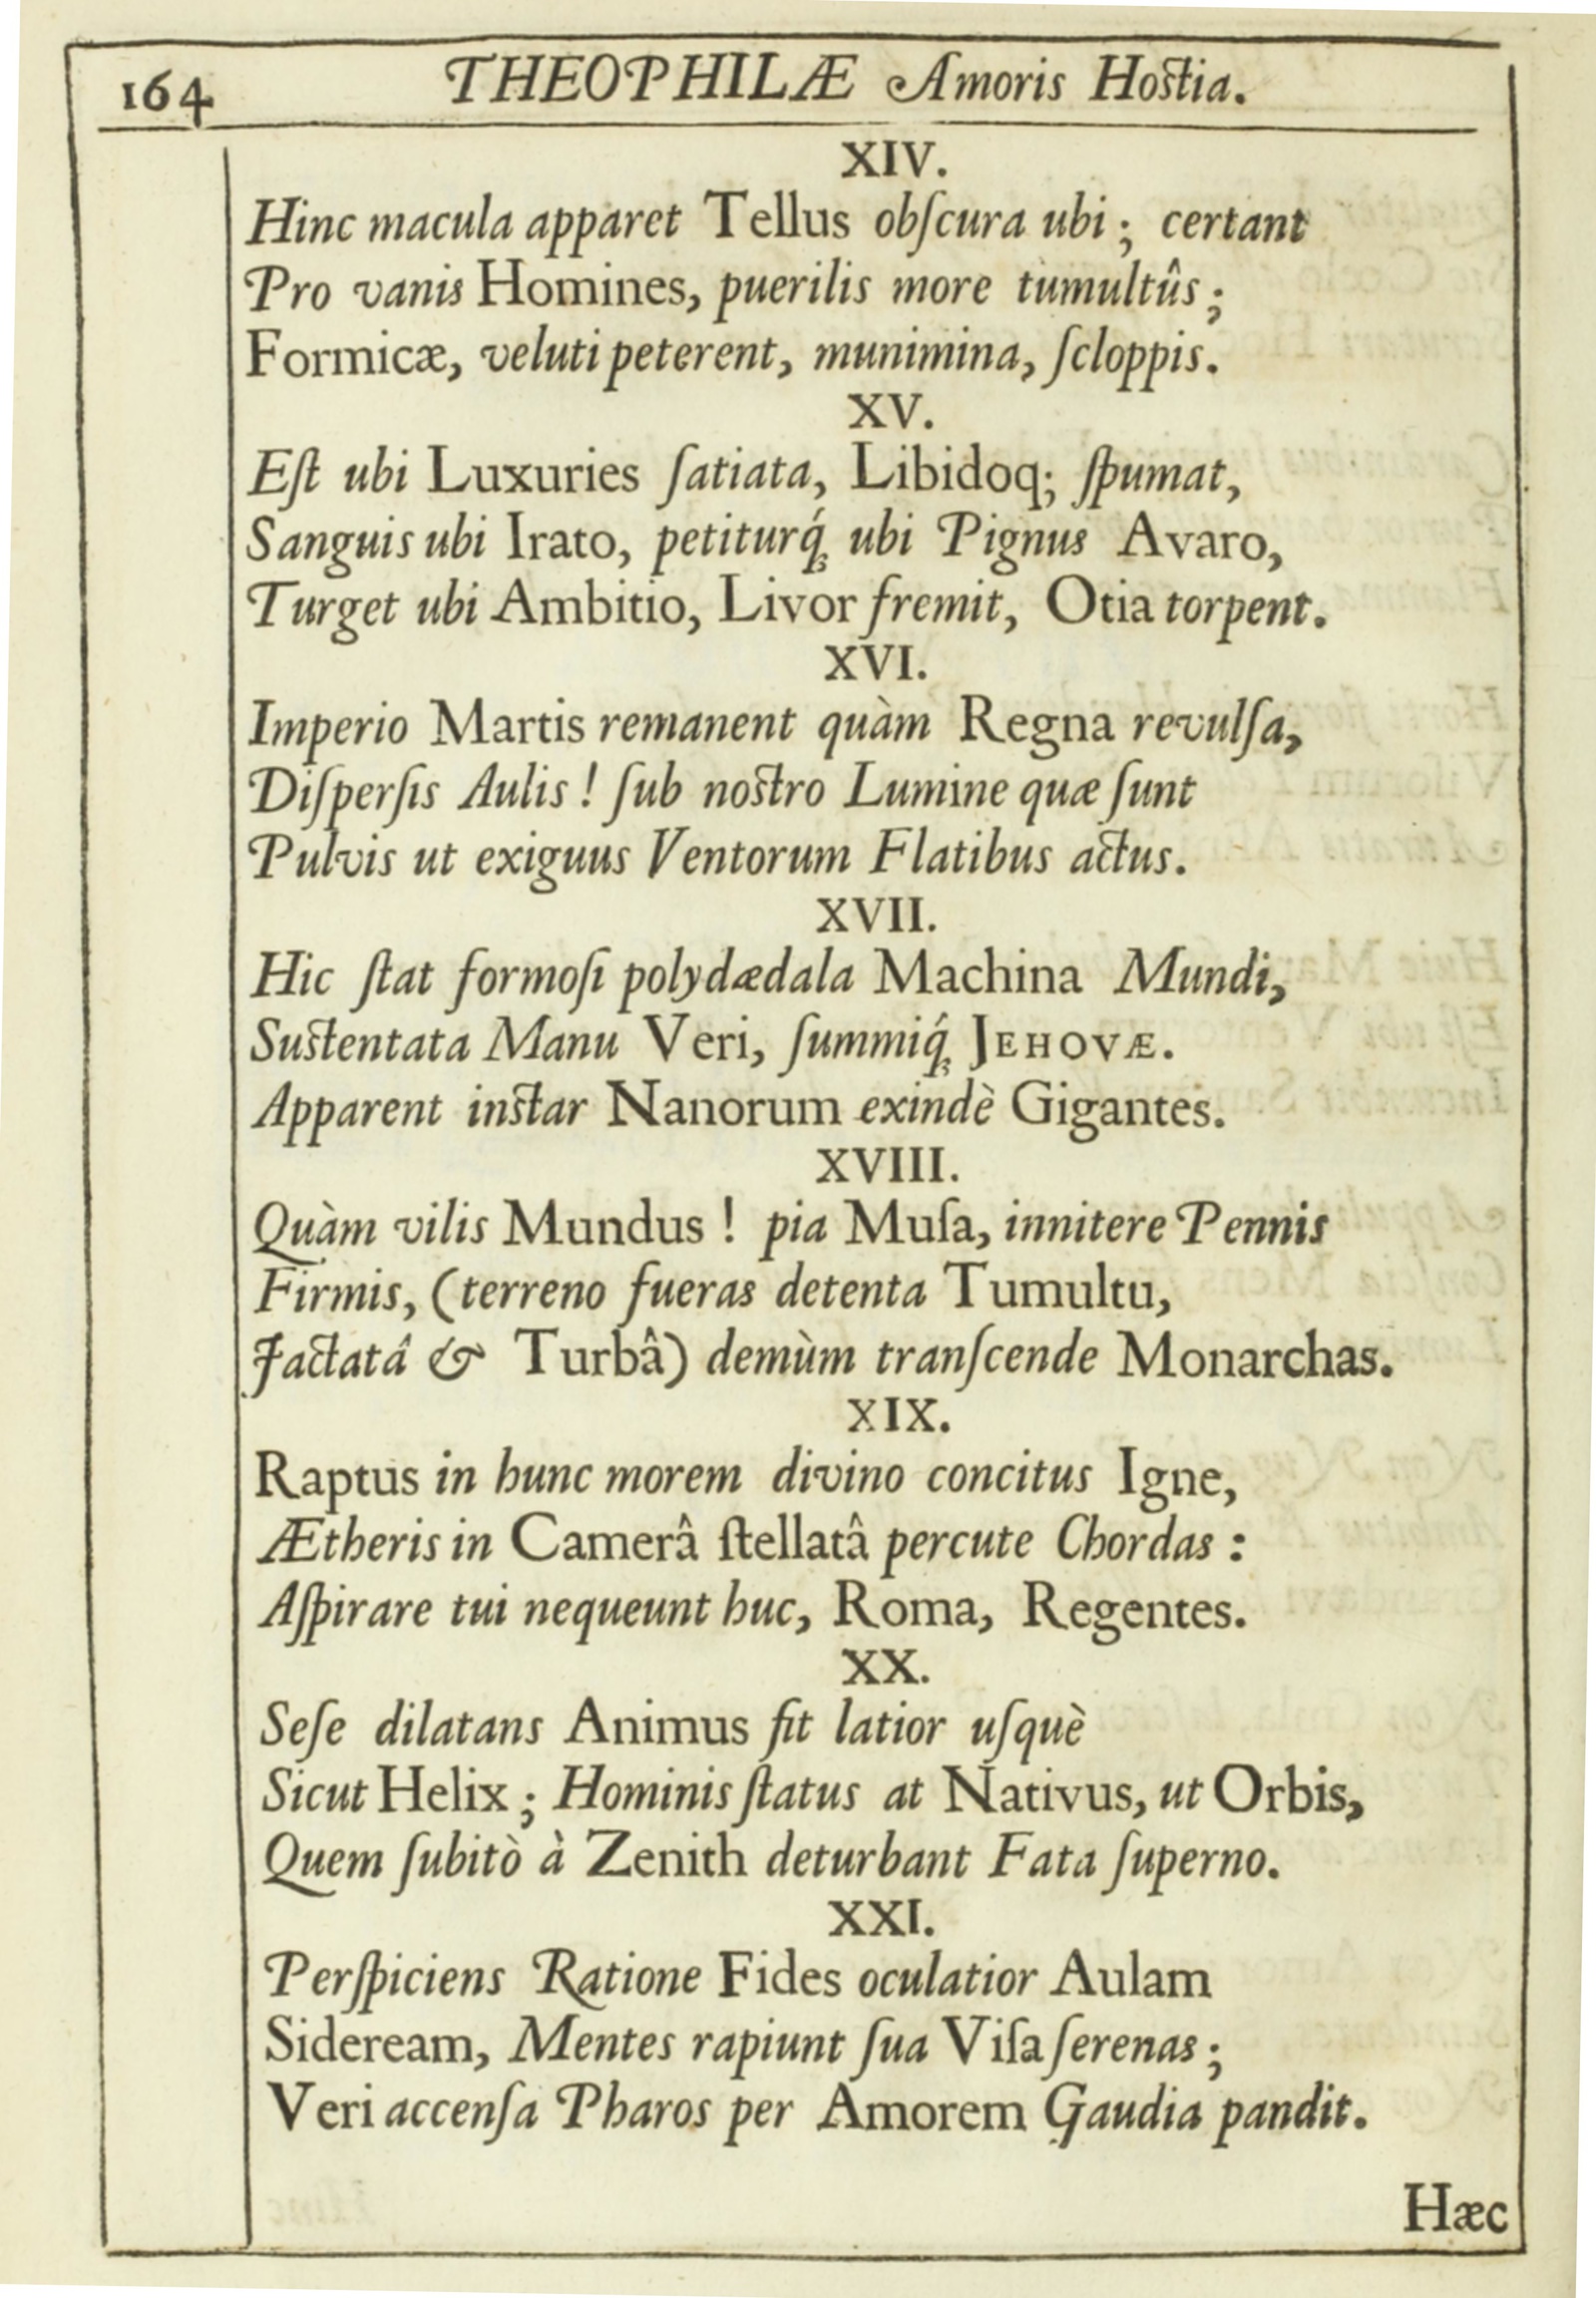 164 THEOPHILÆ Amoris Hostia.
XIV.
Hinc macula apparet Tellus obſcura ubi; certant
Pro vanis Homines, puerilis more tumultûs;
Formicæ, veluti peterent, munimina, ſcloppis.
XV.
Eſt ubi Luxuries ſatiata, Libidoq; ſpumat,
Sanguis ubi Irato, petiturq́; ubi Pignus Avaro,
Turget ubi Ambitio, Livor fremit, Otia torpent.
XVI.
Imperio Martis remanent quàm Regna revulſa,
Diſperſis Aulis! ſub nostro Lumine quæ ſunt
Pulvis ut exiguus Ventorum Flatibus actus.
XVII.
Hic ſtat formoſi polydædala Machina Mundi,
Sustentata Manu Veri, ſummiq́; JEHOVÆ.
Apparent instar Nanorum exindè Gigantes.
XVIII.
Quàm vilis Mundus! pia Muſa, innitere Pennis
Firmis, (terreno fueras detenta Tumultu,
Jactatâ & Turbâ) demùm tranſcende Monarchas.
XIX.
Raptus in hunc morem divino concitus Igne,
Ætheris in Camerâ ſtellatâ percute Chordas:
Aſpirare tui nequeunt huc, Roma, Regentes.
XX.
Seſe dilatans Animus fit latior uſquè
Sicut Helix; Hominis ſtatus at Nativus, ut Orbis,
Quem ſubitò à Zenith deturbant Fata ſuperno.
XXI.
Perſpiciens Ratione Fides oculatior Aulam
Sideream, Mentes rapiunt ſua Viſa ſerenas;
Veri accenſa Pharos per Amorem Gaudia pandit.
Hæc